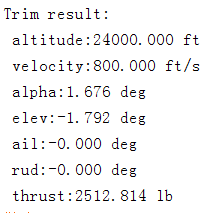 Trim result:
altitude:24000.000 ft
velocity:800.000 ft/s
alpha:1.676 deg
elev:-1.792 deg
ail:-0.000 deg
rud:-0.000 deg
thrust:2512.814 lb